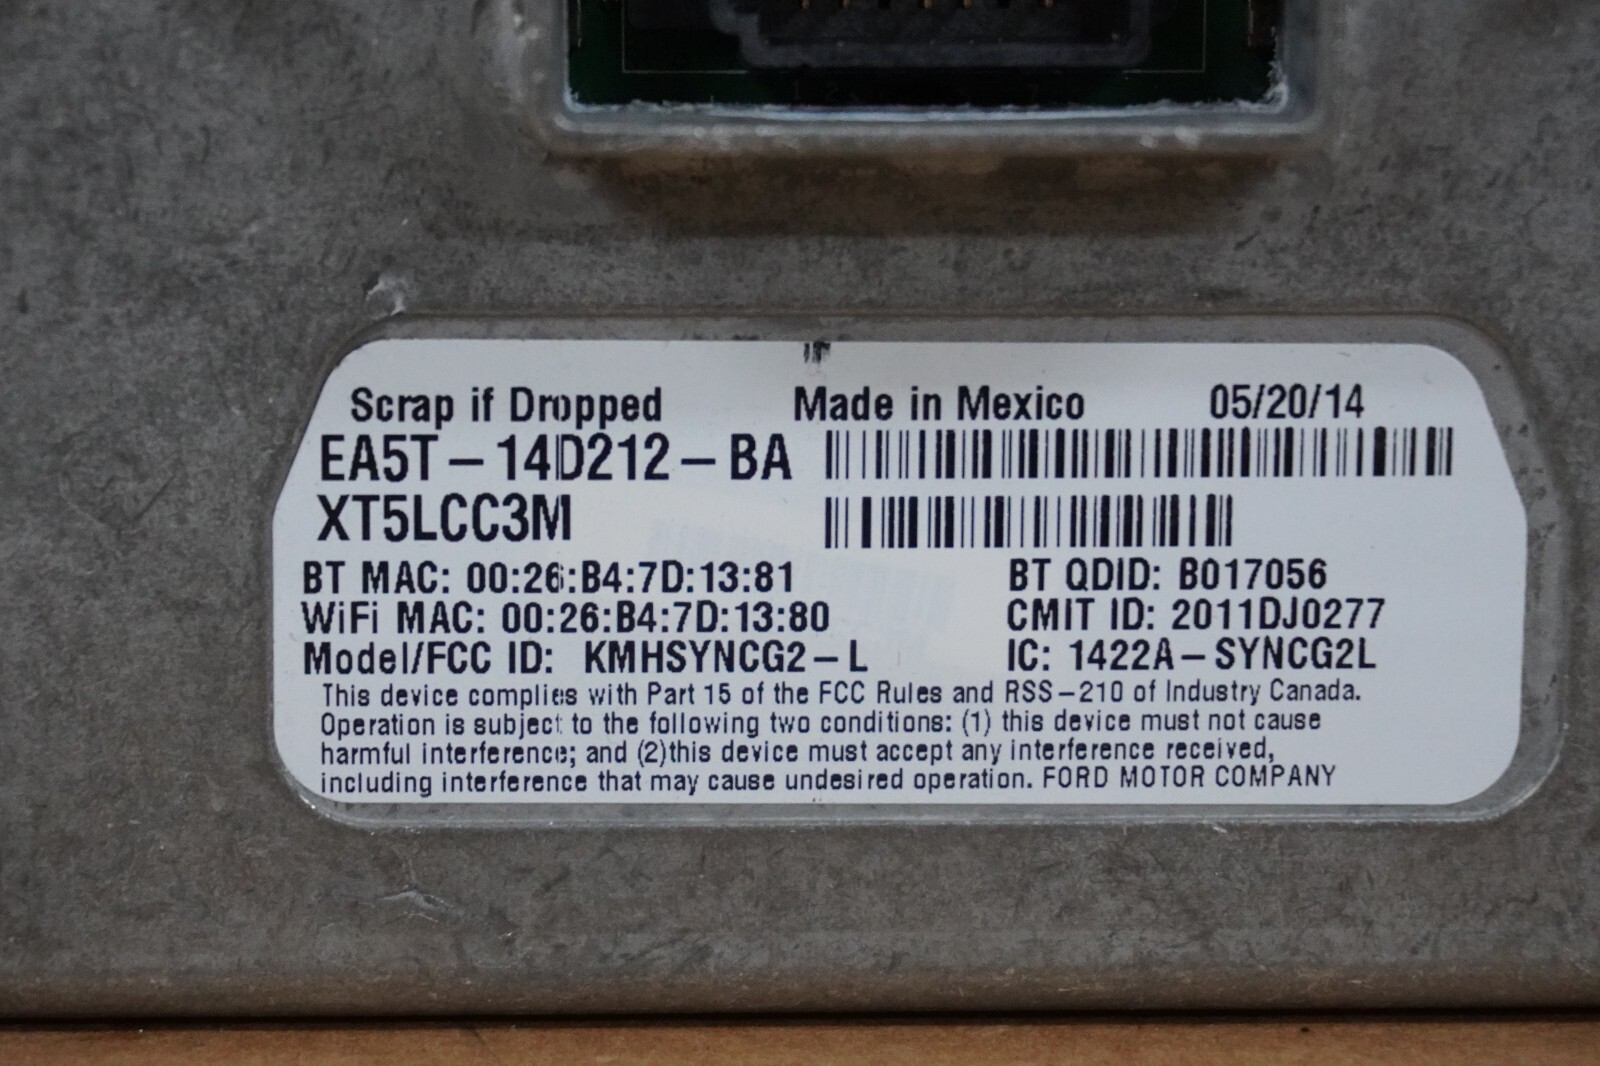 Scrap if Dropped Made in Mexico 05/20/14
EA5T-14D212-BA
XT5LCC3M
BT MAC: 00:26:B4:7D:13:81 BT QDID: B017056
WiFi MAC: 00:26:B4:7D:13:80 CMIT ID: 2011DJ0277
Model/FCC ID: KMHSYNCG2-L IC: 1422A-SYNCG2L
This device complies with Part 15 of the FCC Rules and RSS-210 of Industry Canada.
Operation is subject to the following two conditions: (1) this device must not cause
harmful interference; and (2)this device must accept any interference received,
including interference that may cause undesired operation. FORD MOTOR COMPANY